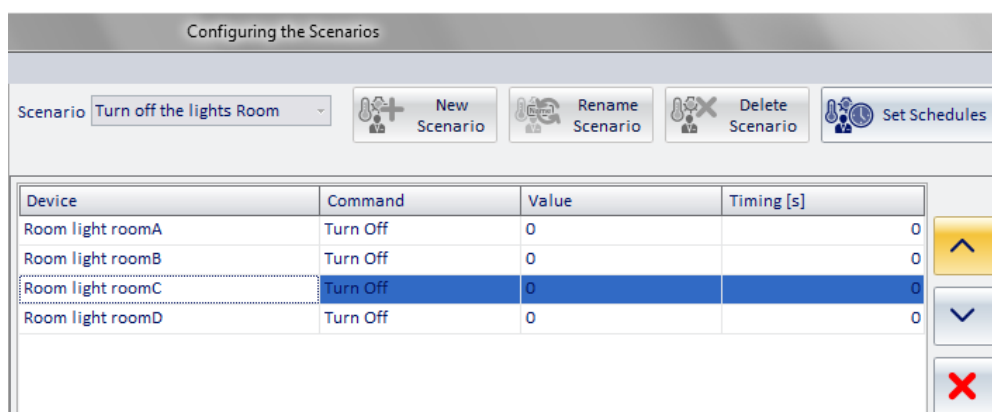 Configuring the Scenarios
Scenario Turn off the lights Room
New Scenario
Rename Scenario
Delete Scenario
Set Schedules
Device Command Value Timing [s]
Room light roomA Turn Off 0 0
Room light roomB Turn Off 0 0
Room light roomC Turn Off 0 0
Room light roomD Turn Off 0 0